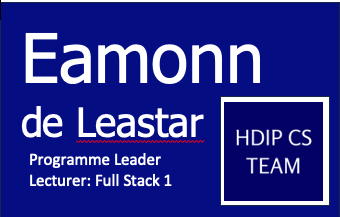 Eamonn
de Leastar
Programme Leader
Lecturer: Full Stack 1
HDIP CS
TEAM